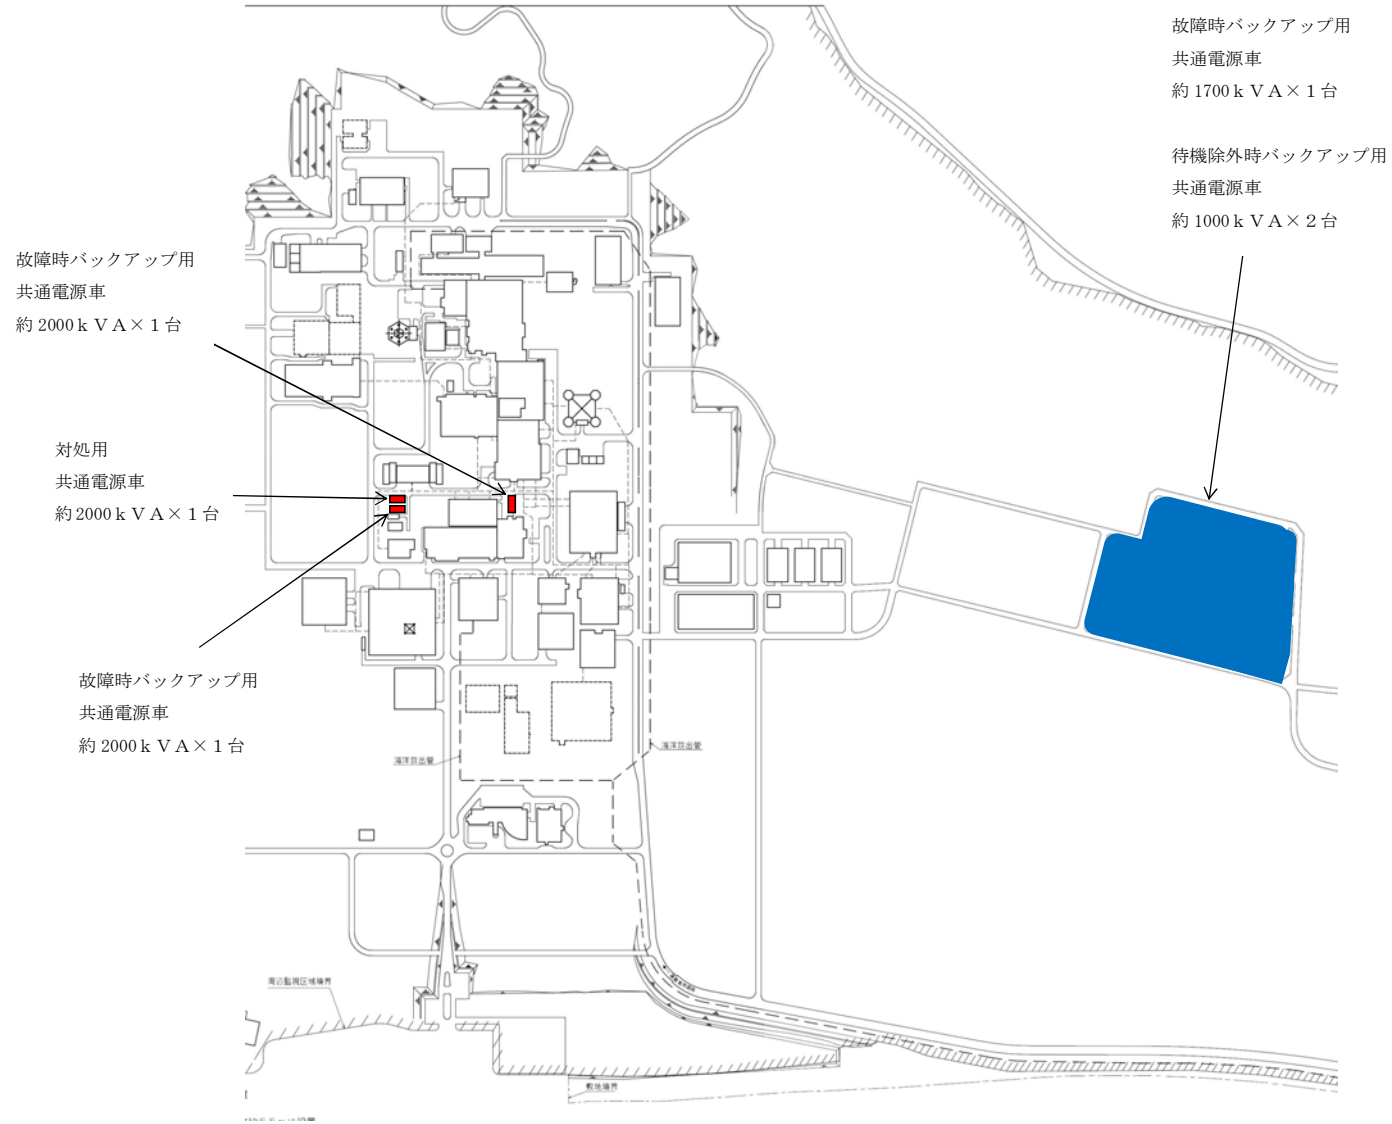 故障時バックアップ用
共通電源車
約 1700ｋＶＡ×１台
待機除外時バックアップ用
共通電源車
約 1000ｋＶＡ×２台
故障時バックアップ用
共通電源車
約 2000ｋＶＡ×１台
対処用
共通電源車
約 2000ｋＶＡ×１台
故障時バックアップ用
共通電源車
約 2000ｋＶＡ×１台
海洋放出管
海洋放出管
周辺監視区域境界
敷地境界